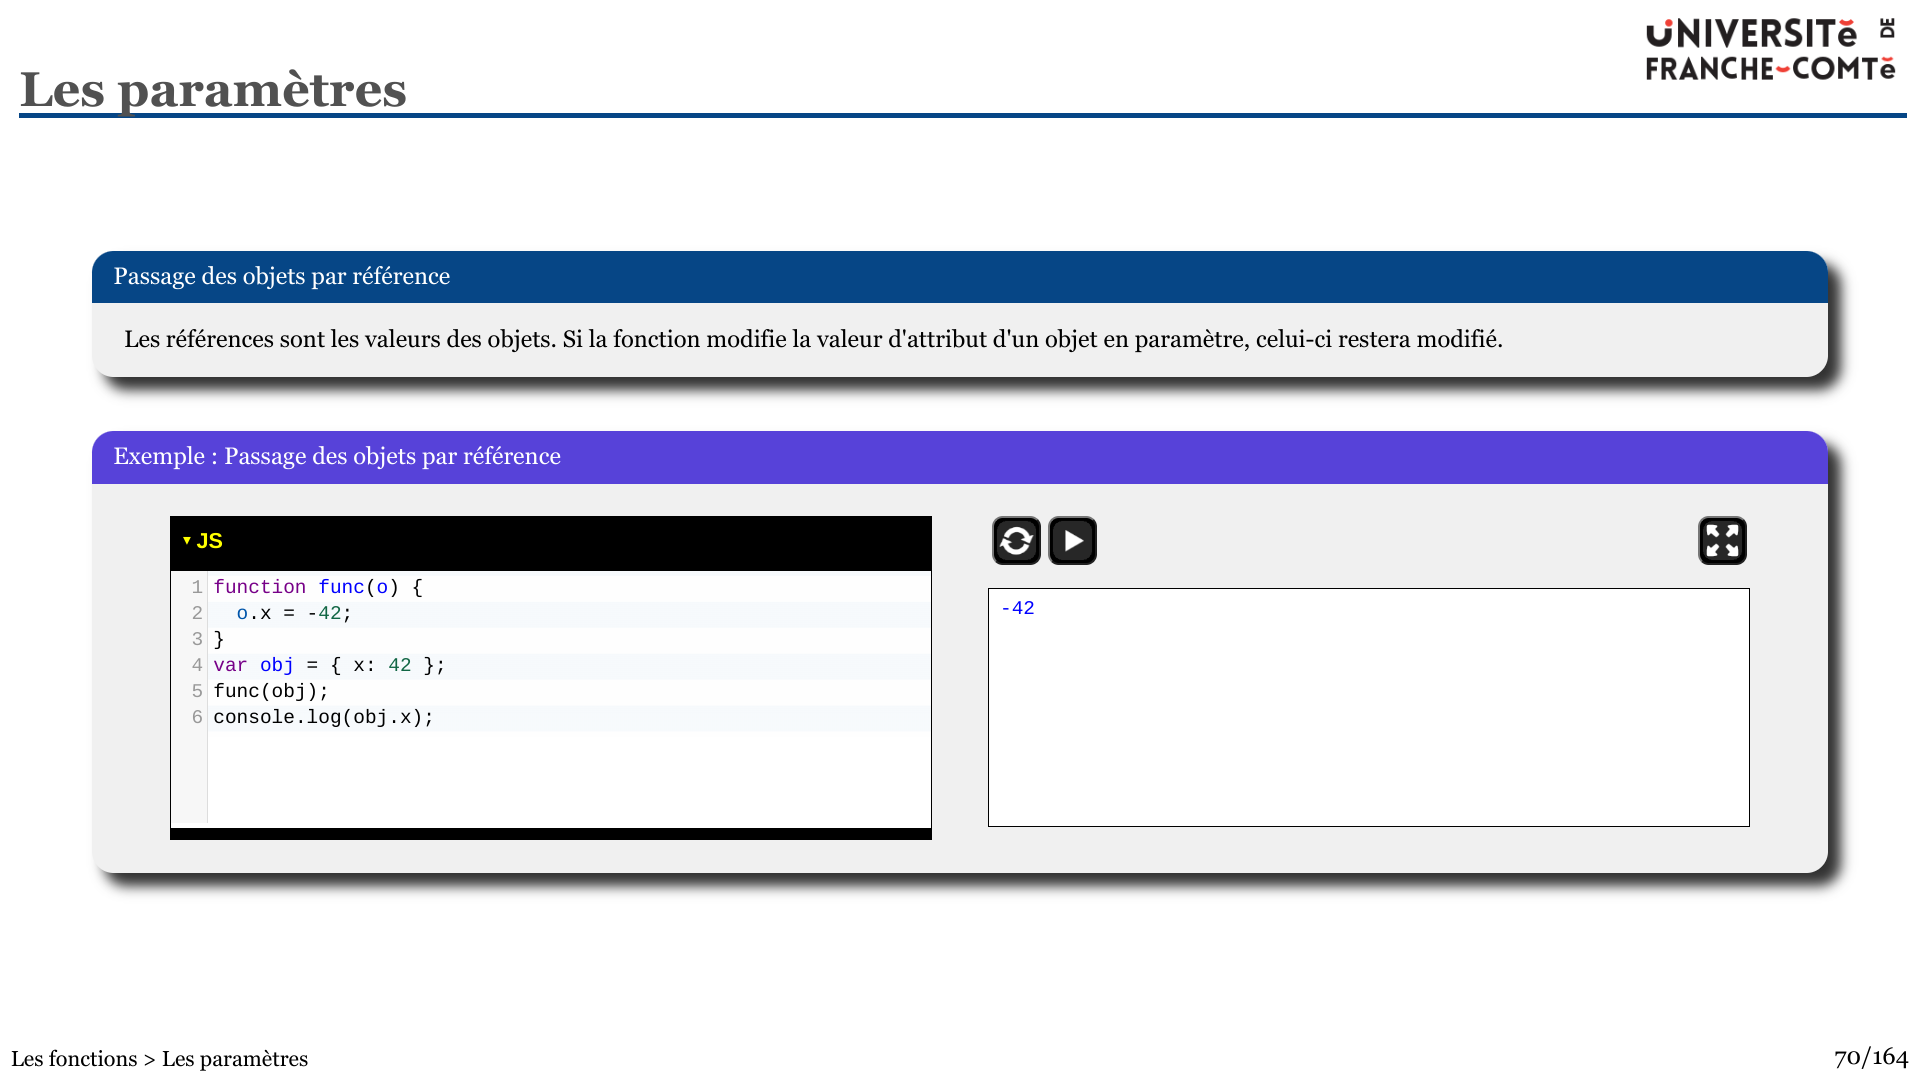 UNIVERSITé DE
FRANCHE-COMTé
Les paramètres
Passage des objets par référence
Les références sont les valeurs des objets. Si la fonction modifie la valeur d'attribut d'un objet en paramètre, celui-ci restera modifié.
Exemple : Passage des objets par référence
▾ JS
1 function func(o) {
2   o.x = -42;
3 }
4 var obj = { x: 42 };
5 func(obj);
6 console.log(obj.x);
-42
Les fonctions > Les paramètres
70/164